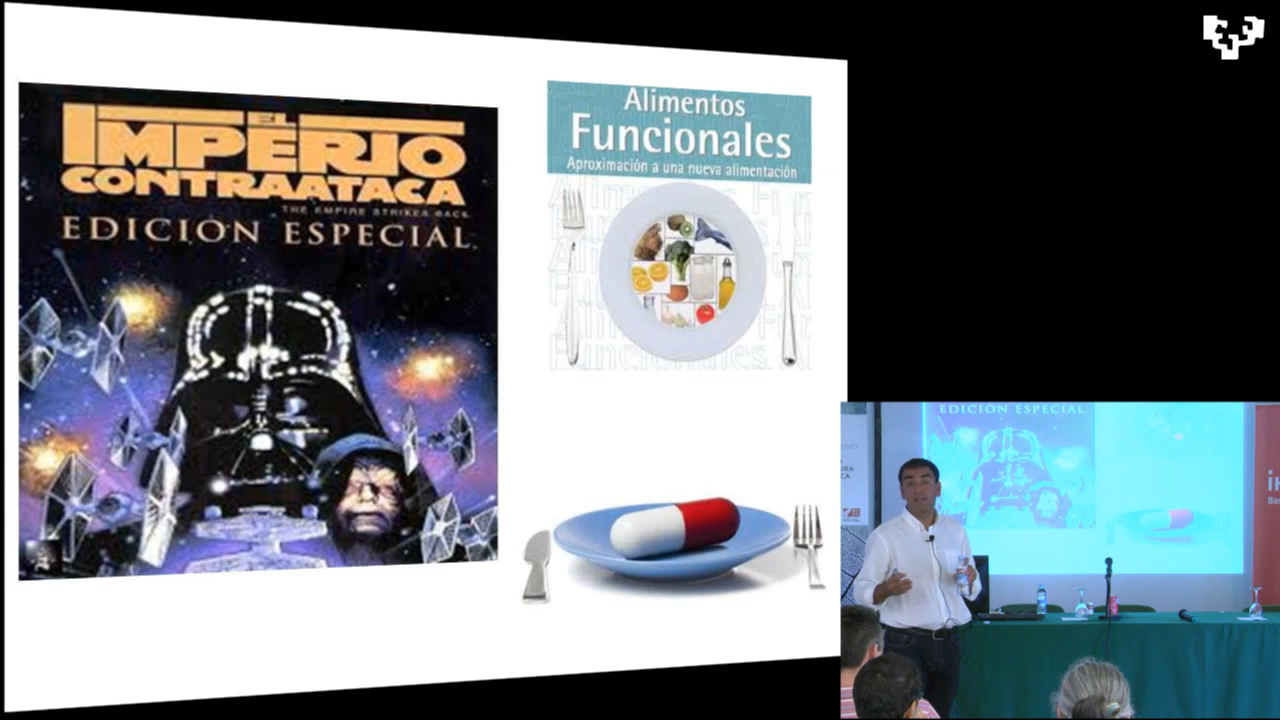 EL
IMPERIO
CONTRAATACA
THE EMPIRE STRIKES BACK
EDICION ESPECIAL
Alimentos
Funcionales
Aproximación a una nueva alimentación
EDICION ESPECIAL